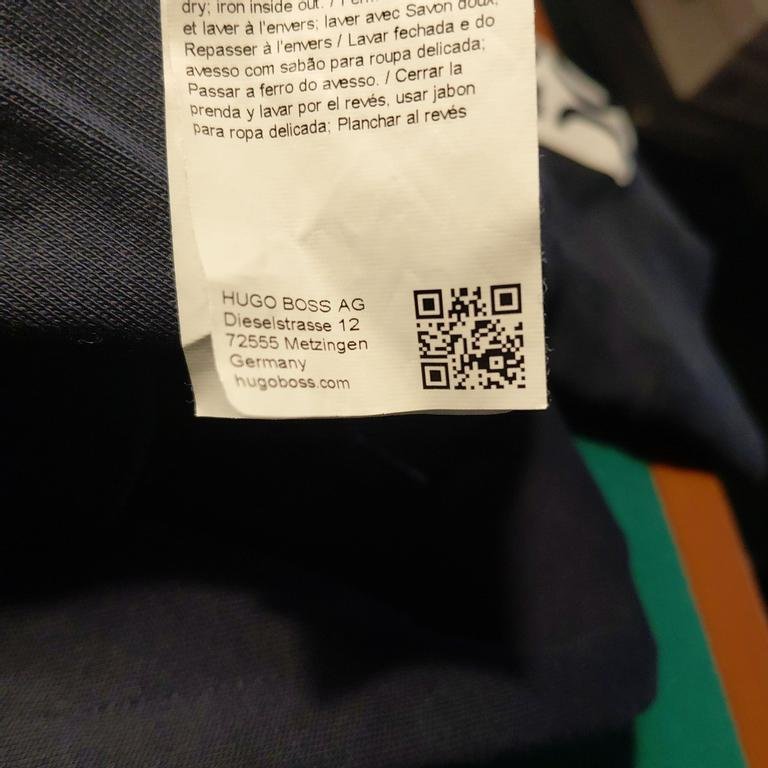 dry; iron inside out. /
et laver à l'envers; laver avec Savon doux;
Repasser à l'envers / Lavar fechada e do
avesso com sabão para roupa delicada;
Passar a ferro do avesso. / Cerrar la
prenda y lavar por el revés, usar jabon
para ropa delicada; Planchar al revés
HUGO BOSS AG
Dieselstrasse 12
72555 Metzingen
Germany
hugoboss.com